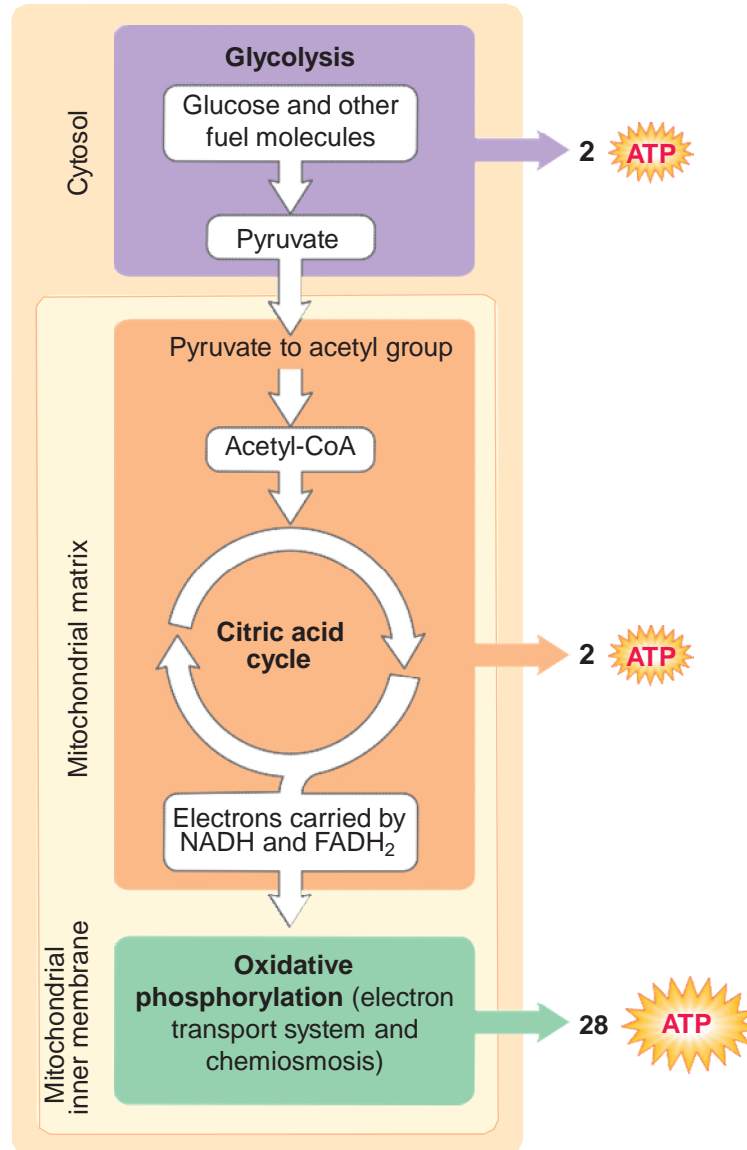 Glycolysis
Glucose and other
fuel molecules
Cytosol
2
ATP
Pyruvate
Pyruvate to acetyl group
Acetyl-CoA
Mitochondrial matrix
Citric acid
cycle
2
ATP
Electrons carried by
NADH and FADH₂
Mitochondrial
inner membrane
Oxidative
phosphorylation (electron
transport system and
chemiosmosis)
28
ATP